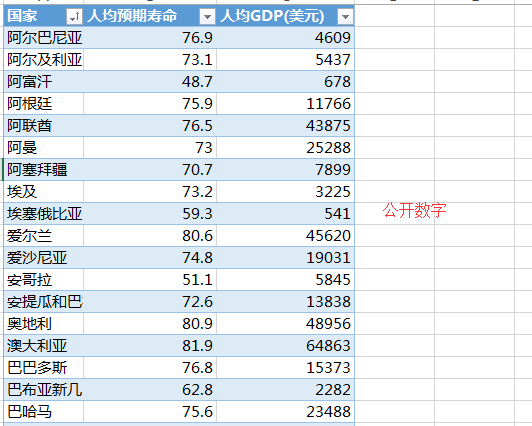 国家 人均预期寿命 人均GDP(美元)
阿尔巴尼亚 76.9 4609
阿尔及利亚 73.1 5437
阿富汗 48.7 678
阿根廷 75.9 11766
阿联酋 76.5 43875
阿曼 73 25288
阿塞拜疆 70.7 7899
埃及 73.2 3225
埃塞俄比亚 59.3 541
公开数字
爱尔兰 80.6 45620
爱沙尼亚 74.8 19031
安哥拉 51.1 5845
安提瓜和巴 72.6 13838
奥地利 80.9 48956
澳大利亚 81.9 64863
巴巴多斯 76.8 15373
巴布亚新几 62.8 2282
巴哈马 75.6 23488